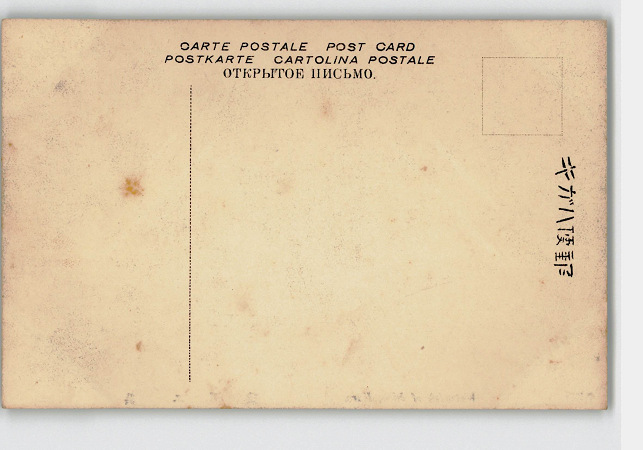 CARTE POSTALE POST CARD
POSTKARTE CARTOLINA POSTALE
ОТКРЫТОЕ ПИСЬМО.
キガハ便郵